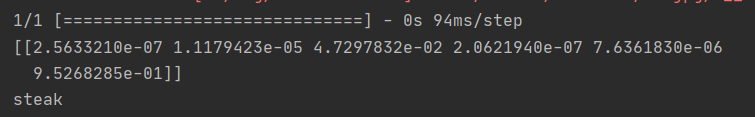 1/1 [==============================] - 0s 94ms/step
[[2.5633210e-07 1.1179423e-05 4.7297832e-02 2.0621940e-07 7.6361830e-06
9.5268285e-01]]
steak